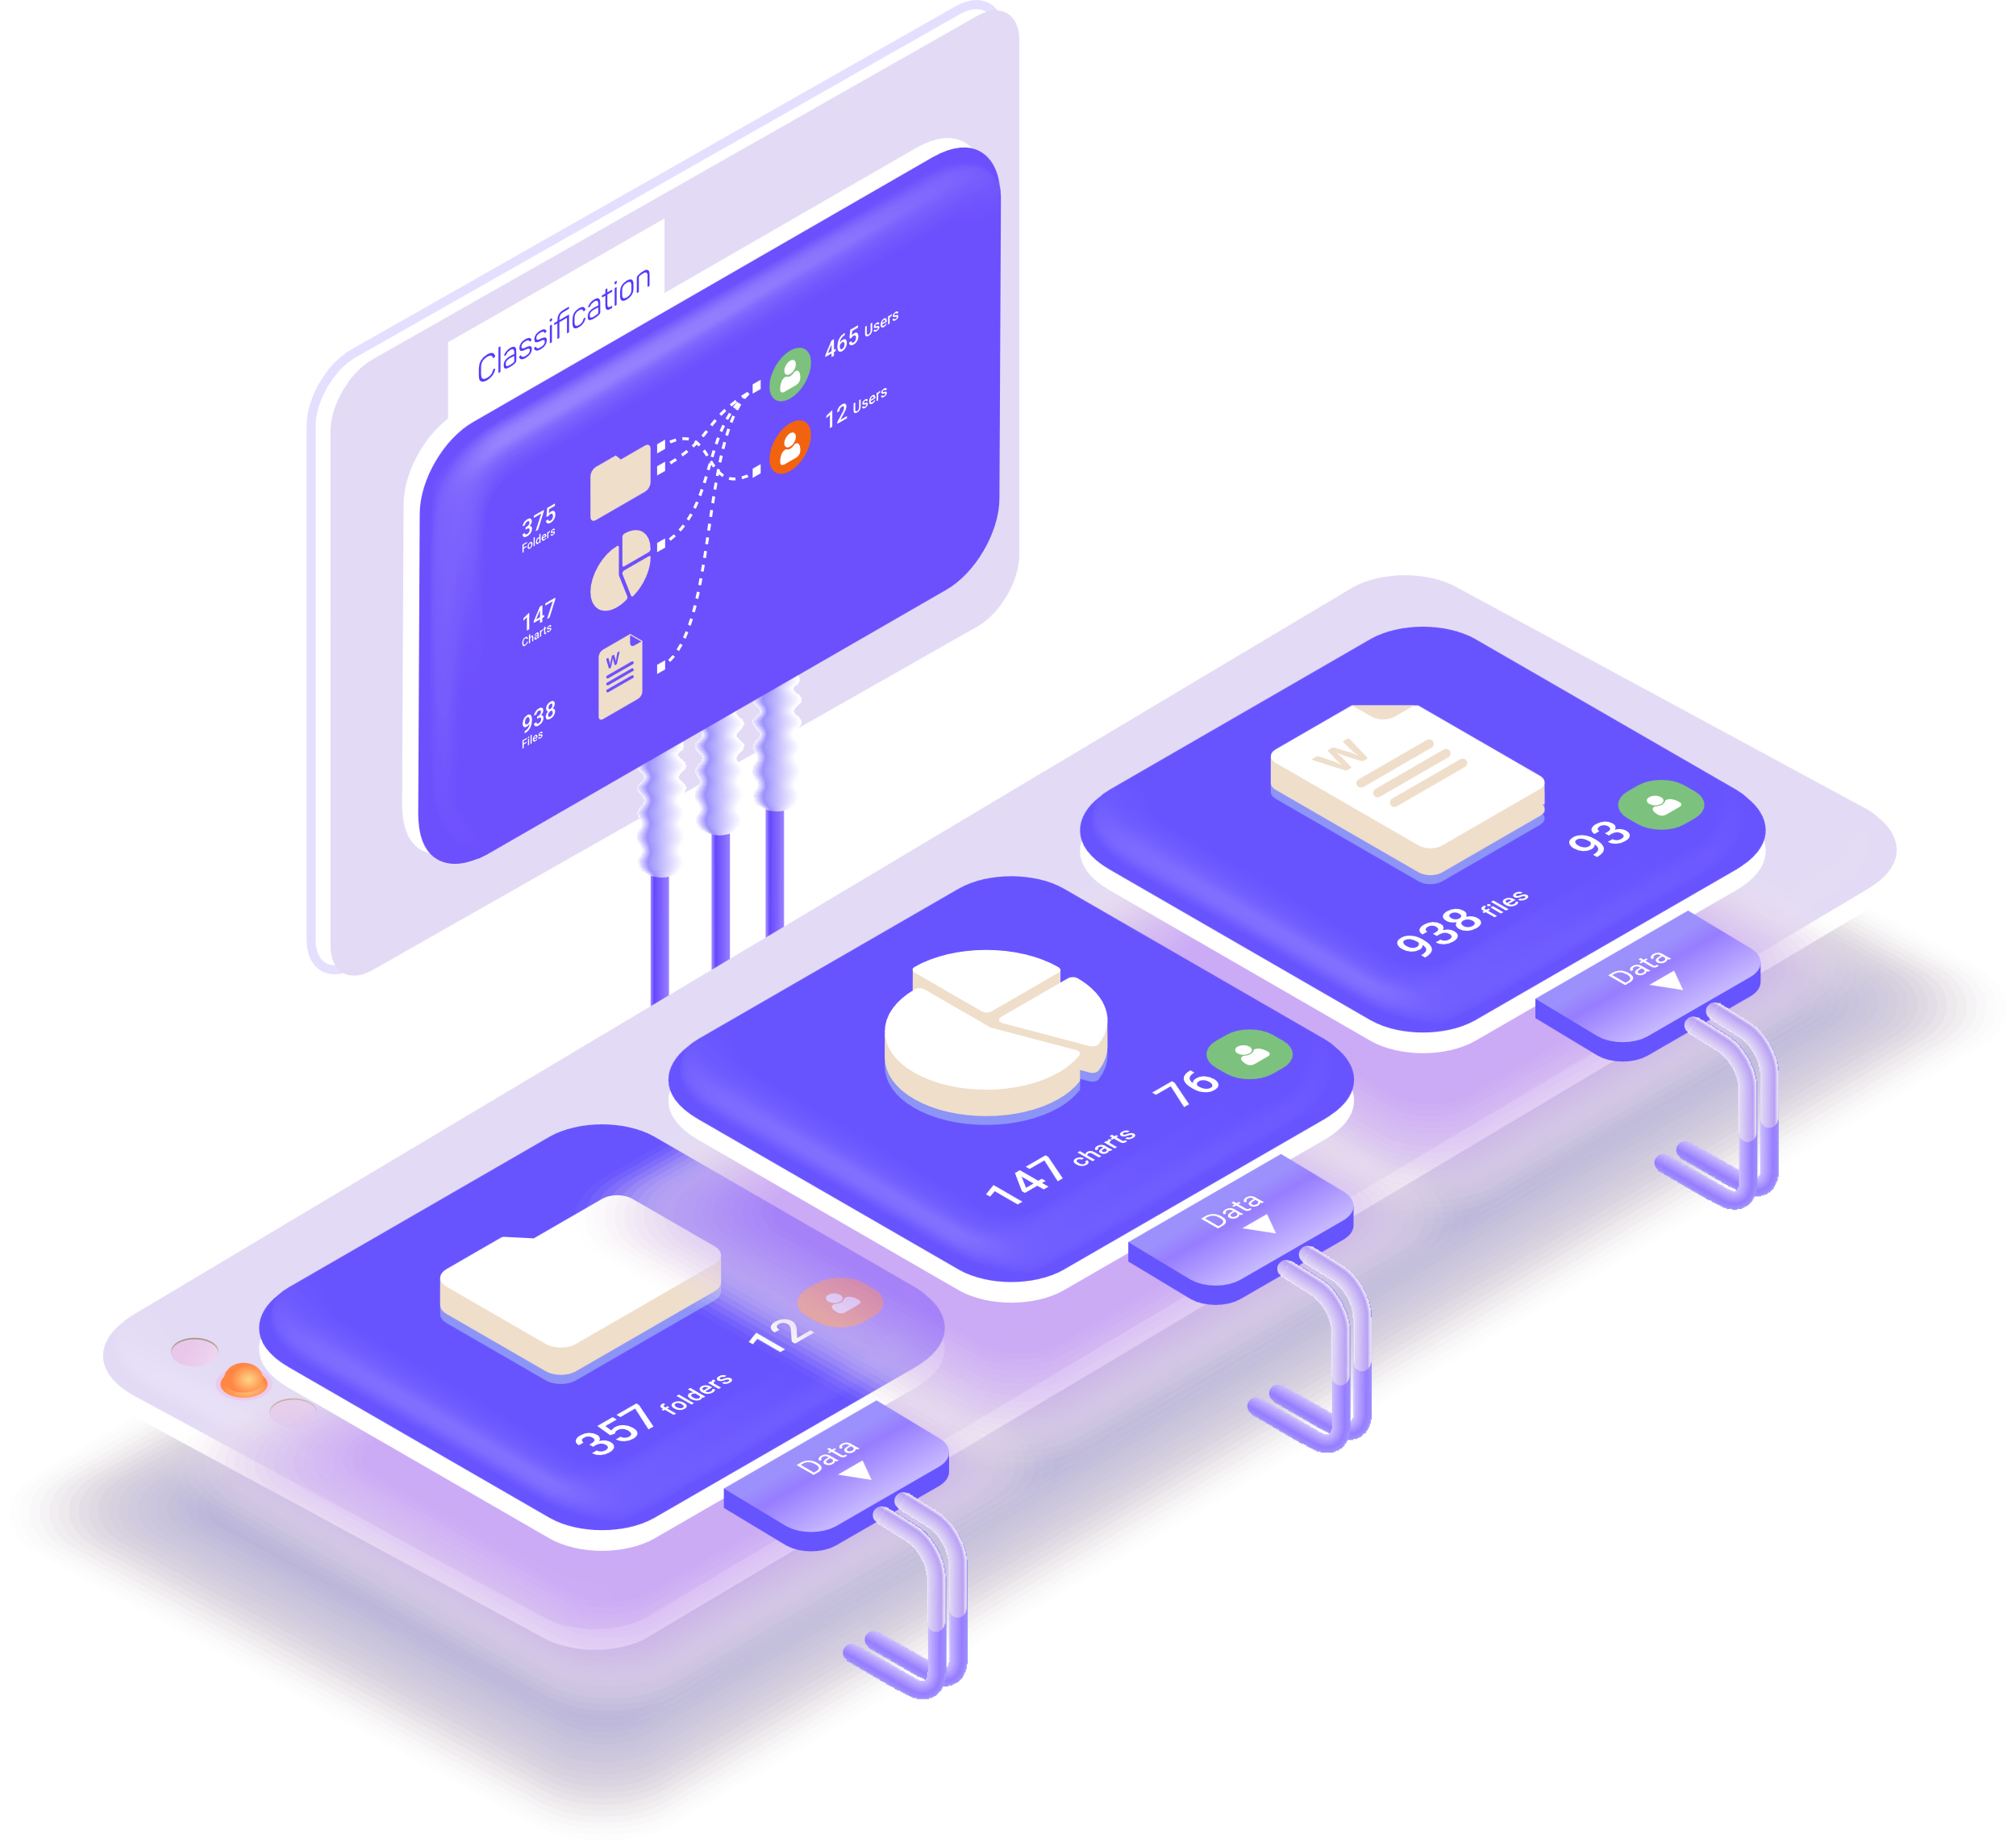 Classification
465 Users
12 Users
375
Folders
147
Charts
W
938
Files
W
93
938 files
Data
76
147 charts
Data
12
357 folders
Data